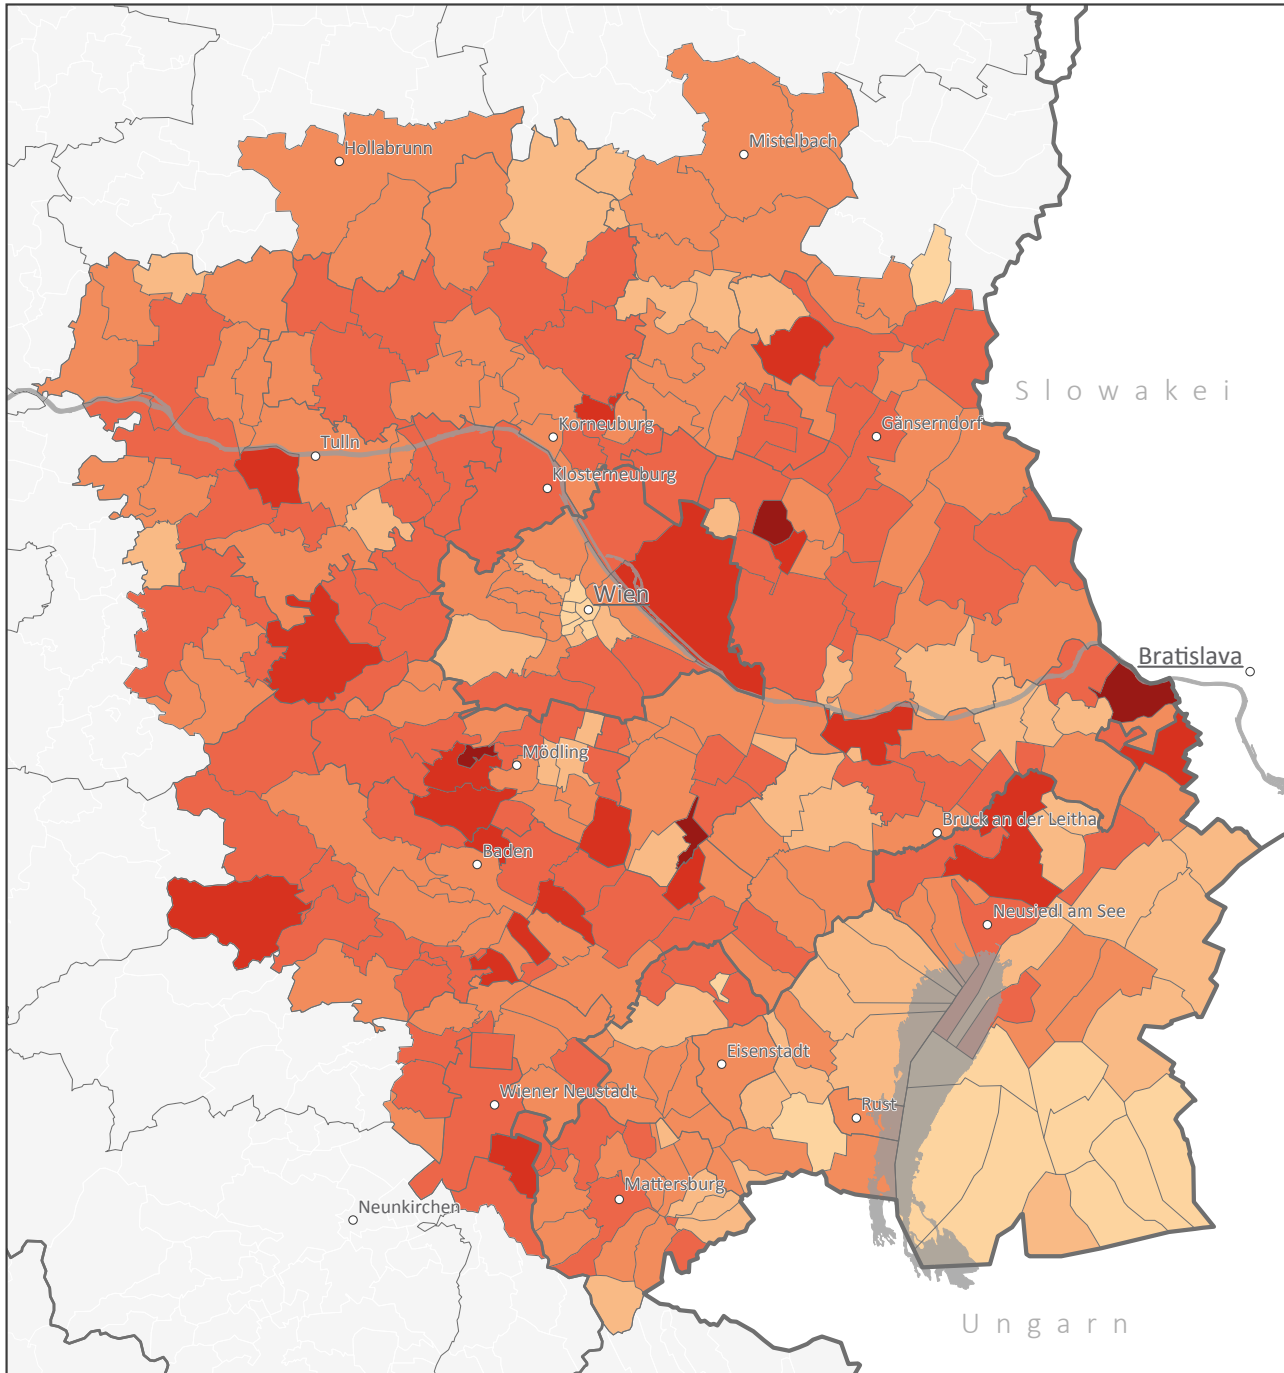 Hollabrunn
Mistelbach
Slowakei
Korneuburg
Gänserndorf
Tulln
Klosterneuburg
Wien
Bratislava
Mödling
Bruck an der Leitha
Baden
Neusiedl am See
Eisenstadt
Wiener Neustadt
Rust
Mattersburg
Neunkirchen
Ungarn